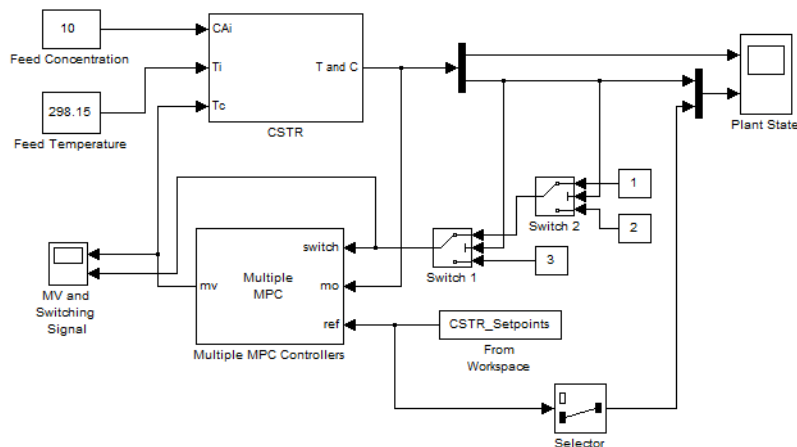 10
CAi
Feed Concentration
Ti
T and C
298.15
Tc
Feed Temperature
CSTR
Plant State
1
2
Switch 2
switch
3
Switch 1
mv
Multiple
MPC
mo
MV and
Switching
Signal
ref
CSTR_Setpoints
Multiple MPC Controllers
From
Workspace
Selector